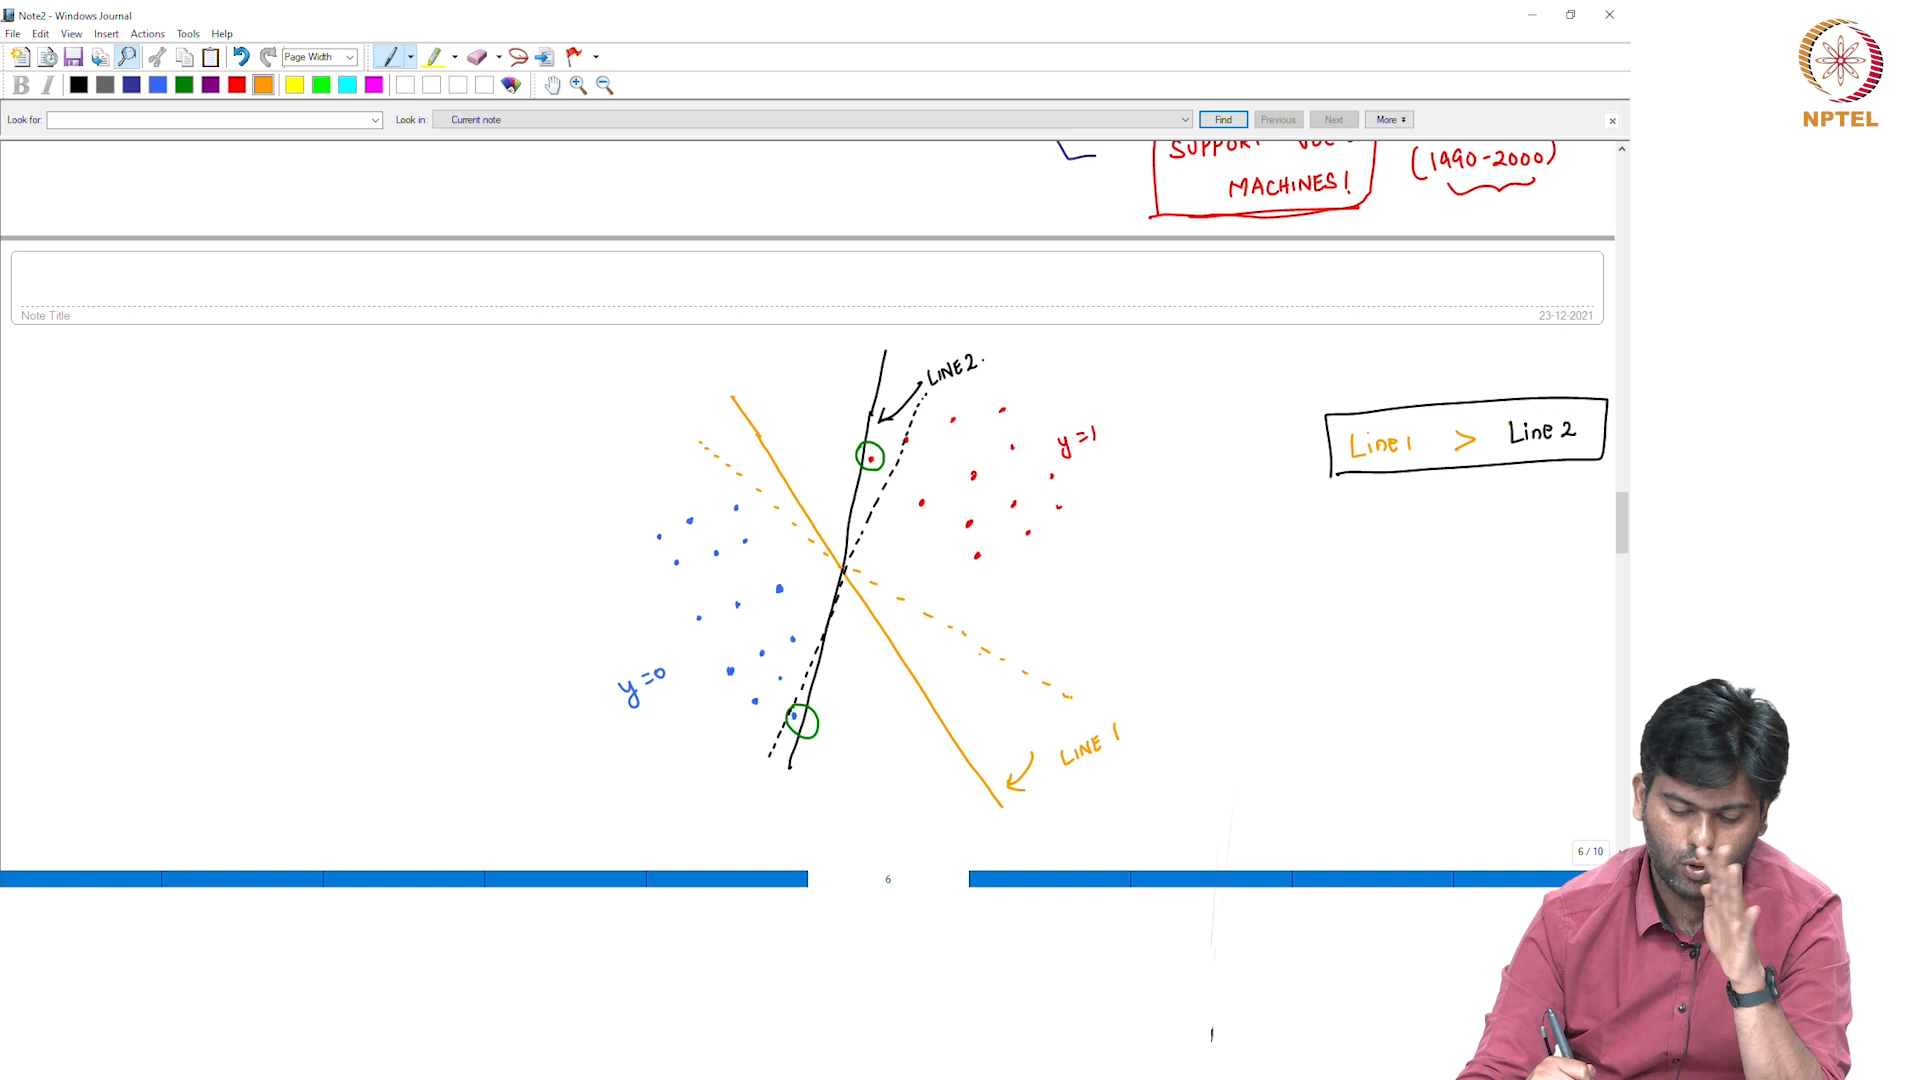 Note2 - Windows Journal
File Edit View Insert Actions Tools Help
Page Width
B I
Look for: Look in: Current note Find Previous Next More
NPTEL
SUPPORT
MACHINES!
(1990-2000)
Note Title
23-12-2021
LINE 2.
y=1
Line 1 > Line 2
y=0
LINE 1
6 / 10
6